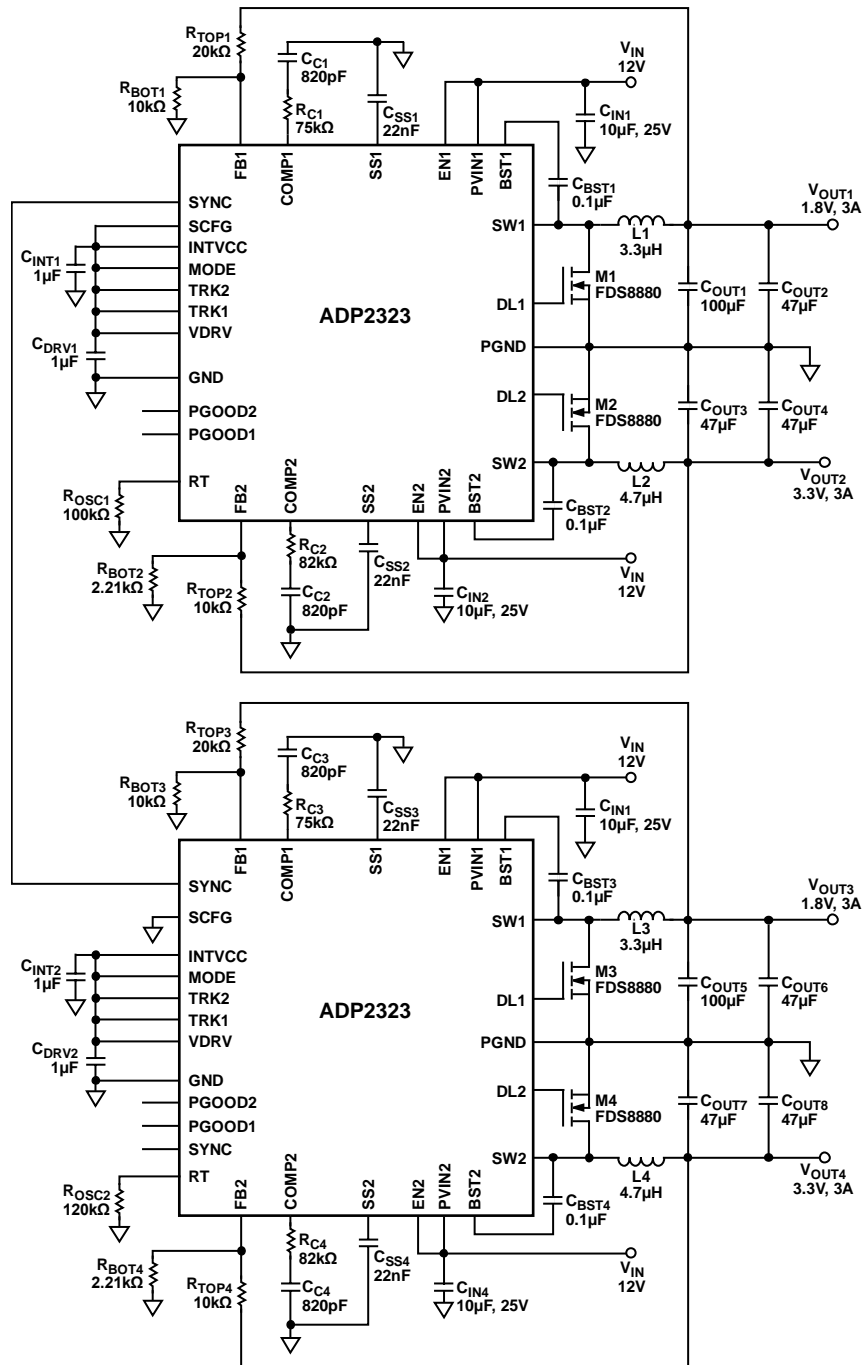 RTOP1
20kΩ
CC1
820pF
VIN
12V
RBOT1
10kΩ
RC1
75kΩ
CSS1
22nF
CIN1
10µF, 25V
FB1
COMP1
SS1
EN1
PVIN1
BST1
CBST1
0.1µF
SYNC
SCFG
INTVCC
MODE
TRK2
TRK1
VDRV
GND
PGOOD2
PGOOD1
RT
CINT1
1µF
CDRV1
1µF
ADP2323
SW1
DL1
PGND
DL2
SW2
L1
3.3µH
VOUT1
1.8V, 3A
M1
FDS8880
COUT1
100µF
COUT2
47µF
M2
FDS8880
COUT3
47µF
COUT4
47µF
L2
4.7µH
VOUT2
3.3V, 3A
ROSC1
100kΩ
FB2
COMP2
SS2
EN2
PVIN2
BST2
CBST2
0.1µF
RBOT2
2.21kΩ
RTOP2
10kΩ
RC2
82kΩ
CC2
820pF
CSS2
22nF
CIN2
10µF, 25V
VIN
12V
RTOP3
20kΩ
CC3
820pF
VIN
12V
RBOT3
10kΩ
RC3
75kΩ
CSS3
22nF
CIN1
10µF, 25V
FB1
COMP1
SS1
EN1
PVIN1
BST1
CBST3
0.1µF
SYNC
SCFG
INTVCC
MODE
TRK2
TRK1
VDRV
GND
PGOOD2
PGOOD1
SYNC
RT
CINT2
1µF
CDRV2
1µF
ADP2323
SW1
DL1
PGND
DL2
SW2
L3
3.3µH
VOUT3
1.8V, 3A
M3
FDS8880
COUT5
100µF
COUT6
47µF
M4
FDS8880
COUT7
47µF
COUT8
47µF
L4
4.7µH
VOUT4
3.3V, 3A
ROSC2
120kΩ
FB2
COMP2
SS2
EN2
PVIN2
BST2
CBST4
0.1µF
RBOT4
2.21kΩ
RTOP4
10kΩ
RC4
82kΩ
CC4
820pF
CSS4
22nF
CIN4
10µF, 25V
VIN
12V